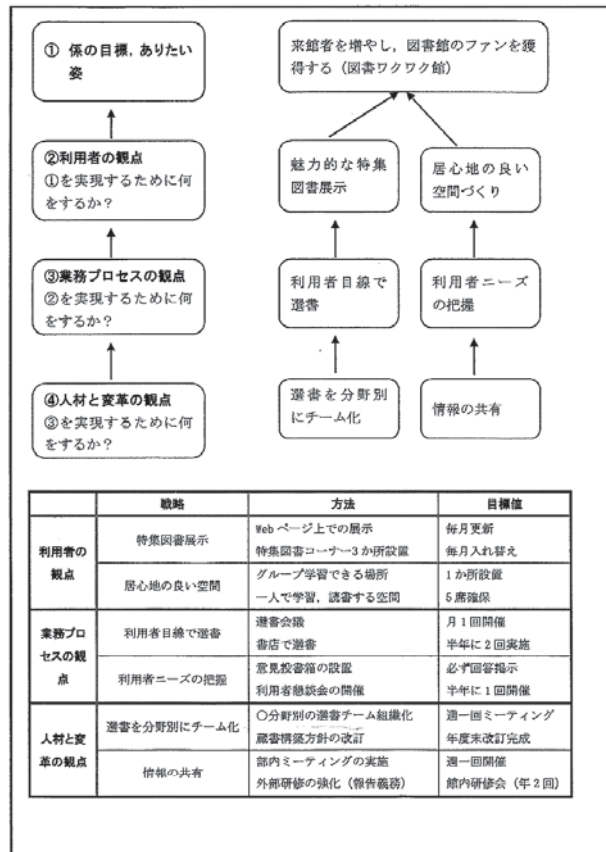 ① 係の目標，ありたい
姿
来館者を増やし，図書館のファンを獲
得する（図書ワクワク館）
②利用者の観点
①を実現するために何
をするか？
魅力的な特集
図書展示
居心地の良い
空間づくり
③業務プロセスの観点
②を実現するために何
をするか？
利用者目線で
選書
利用者ニーズ
の把握
④人材と変革の観点
③を実現するために何
をするか？
選書を分野別
にチーム化
情報の共有
戦略 方法 目標値
利用者の
観点
特集図書展示
Web ページ上での展示 毎月更新
特集図書コーナー3 か所設置 毎月入れ替え
居心地の良い空間
グループ学習できる場所 1 か所設置
一人で学習，読書する空間 5 席確保
業務プロ
セスの観
点
利用者目線で選書
選書会議 月 1 回開催
書店で選書 半年に 2 回実施
利用者ニーズの把握
意見投書箱の設置 必ず回答掲示
利用者懇談会の開催 半年に 1 回開催
人材と変
革の観点
選書を分野別にチーム化
○分野別の選書チーム組織化 週一回ミーティング
蔵書構築方針の改訂 年度末改訂完成
情報の共有
部内ミーティングの実施 週一回開催
外部研修の強化（報告義務） 館内研修会（年 2 回）